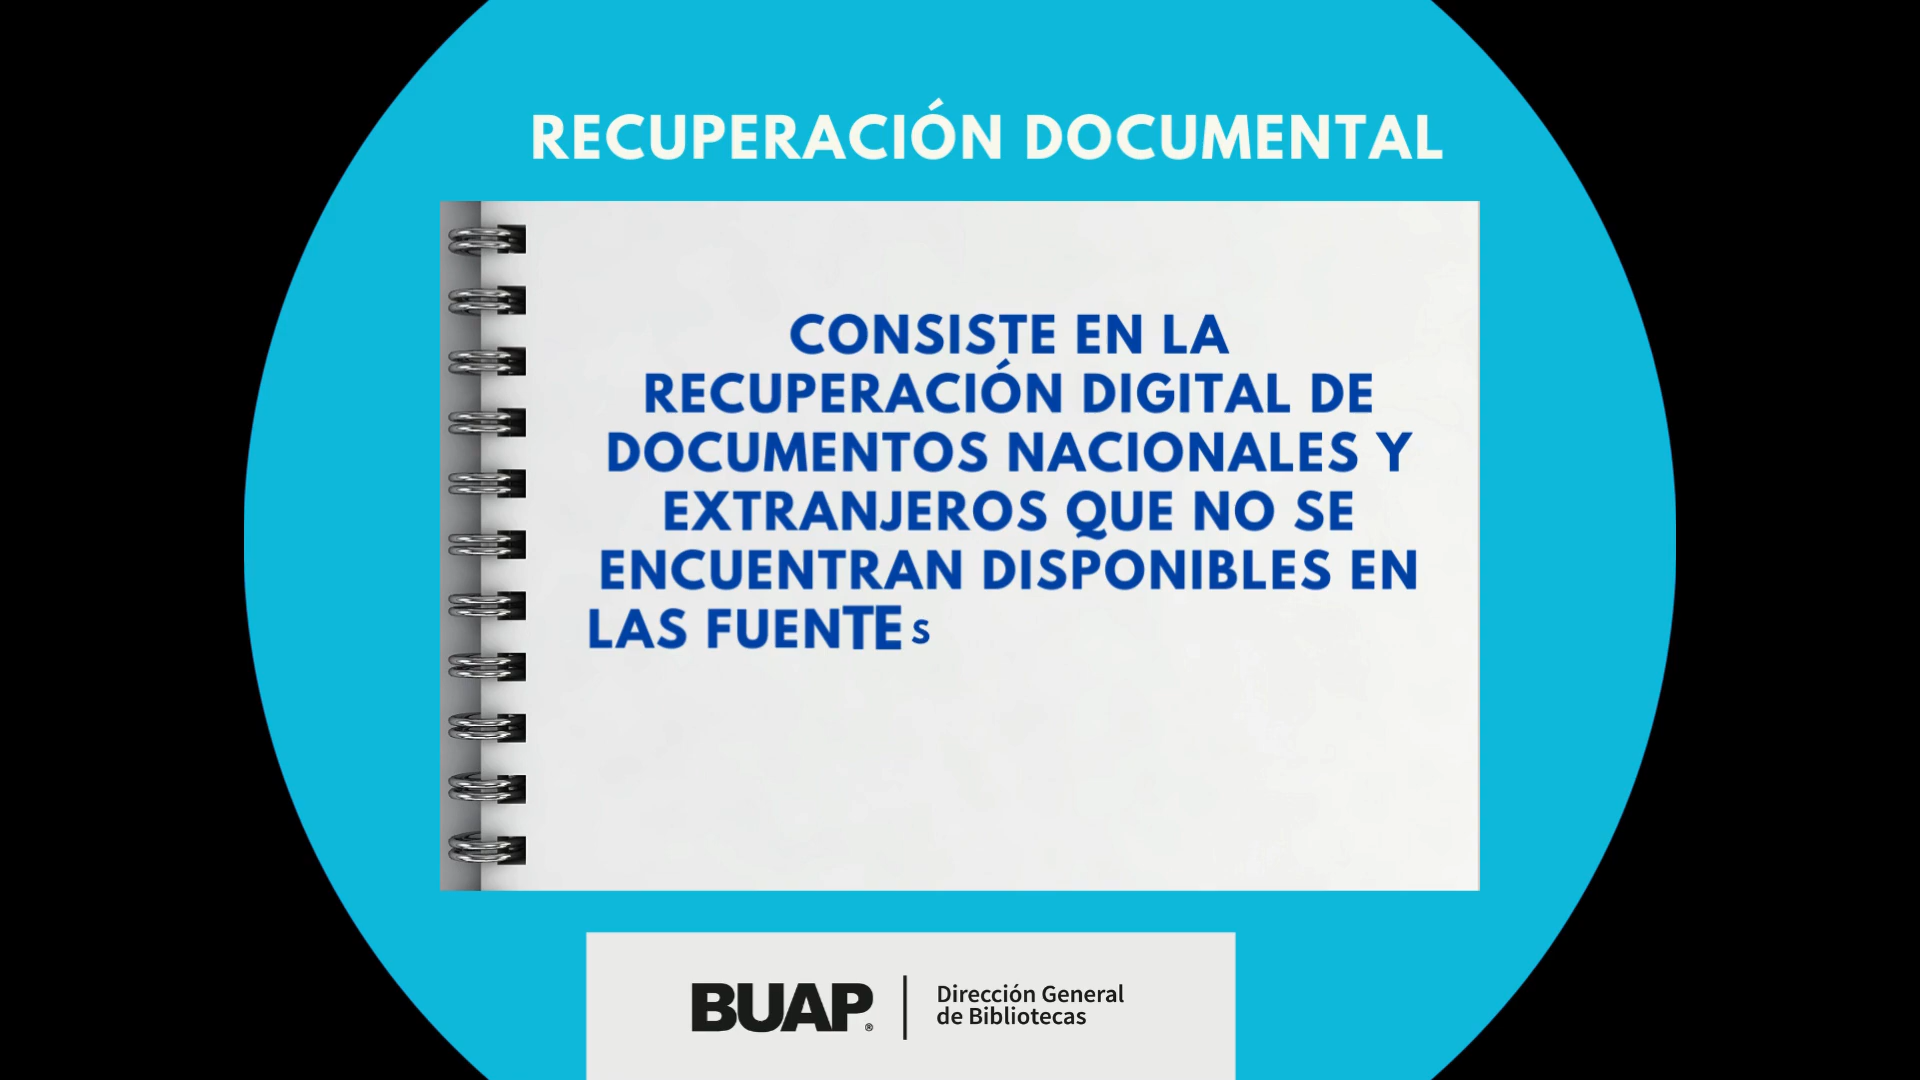 RECUPERACIÓN DOCUMENTAL
CONSISTE EN LA
RECUPERACIÓN DIGITAL DE
DOCUMENTOS NACIONALES Y
EXTRANJEROS QUE NO SE
ENCUENTRAN DISPONIBLES EN
LAS FUENTES
BUAP® | Dirección General
de Bibliotecas